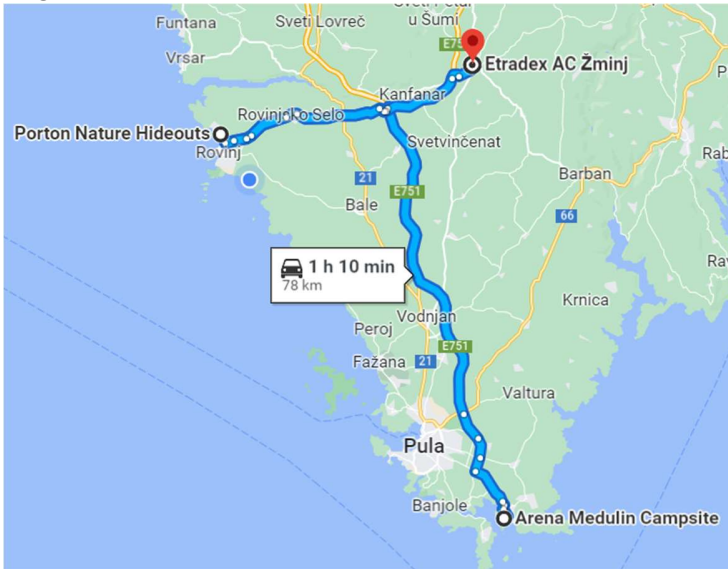 Funtana
Sveti Lovreč
u Šumi
Vrsar
Etradex AC Žminj
Kanfanar
Rovinjsko Selo
Porton Nature Hideouts
Rovinj
Svetvinčenat
21
E751
Bale
Barban
66
1 h 10 min
78 km
Krnica
Vodnjan
Peroj
E751
Fažana
21
Valtura
Pula
Banjole
Arena Medulin Campsite